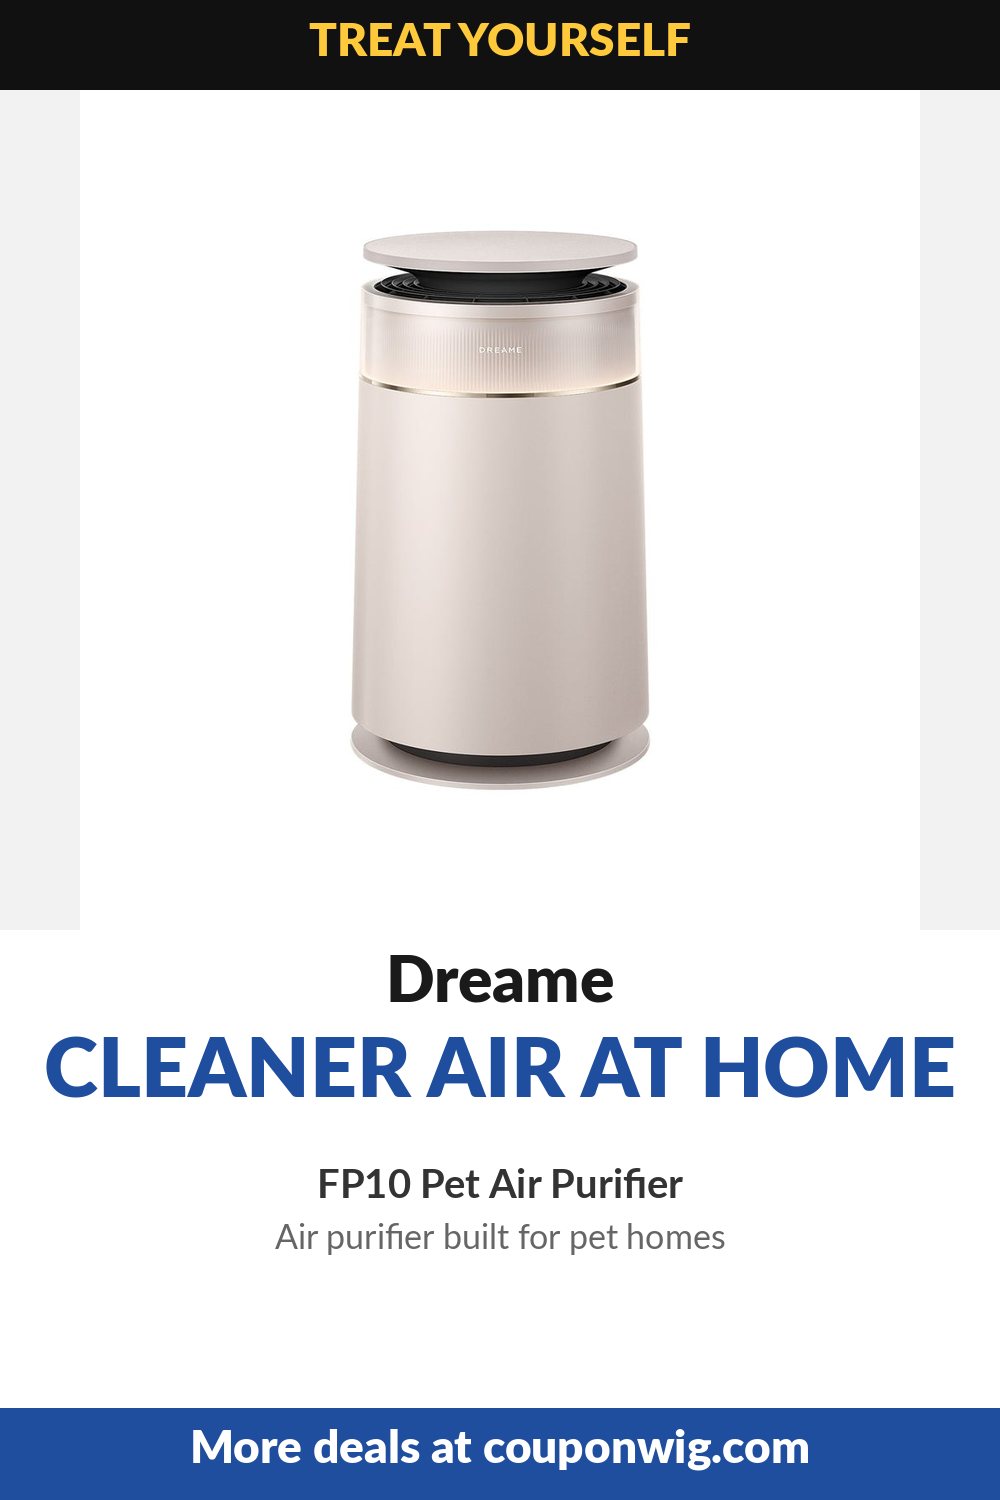 TREAT YOURSELF
DREAME
Dreame
CLEANER AIR AT HOME
FP10 Pet Air Purifier
Air purifier built for pet homes
More deals at couponwig.com